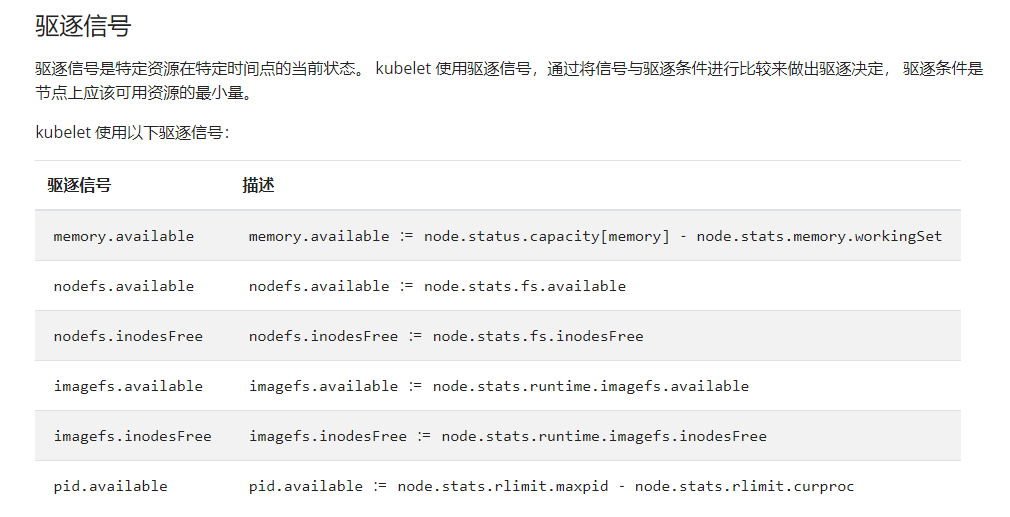 驱逐信号
驱逐信号是特定资源在特定时间点的当前状态。 kubelet 使用驱逐信号，通过将信号与驱逐条件进行比较来做出驱逐决定， 驱逐条件是
节点上应该可用资源的最小量。
kubelet 使用以下驱逐信号：
驱逐信号 描述
memory.available memory.available := node.status.capacity[memory] - node.stats.memory.workingSet
nodefs.available nodefs.available := node.stats.fs.available
nodefs.inodesFree nodefs.inodesFree := node.stats.fs.inodesFree
imagefs.available imagefs.available := node.stats.runtime.imagefs.available
imagefs.inodesFree imagefs.inodesFree := node.stats.runtime.imagefs.inodesFree
pid.available pid.available := node.stats.rlimit.maxpid - node.stats.rlimit.curproc